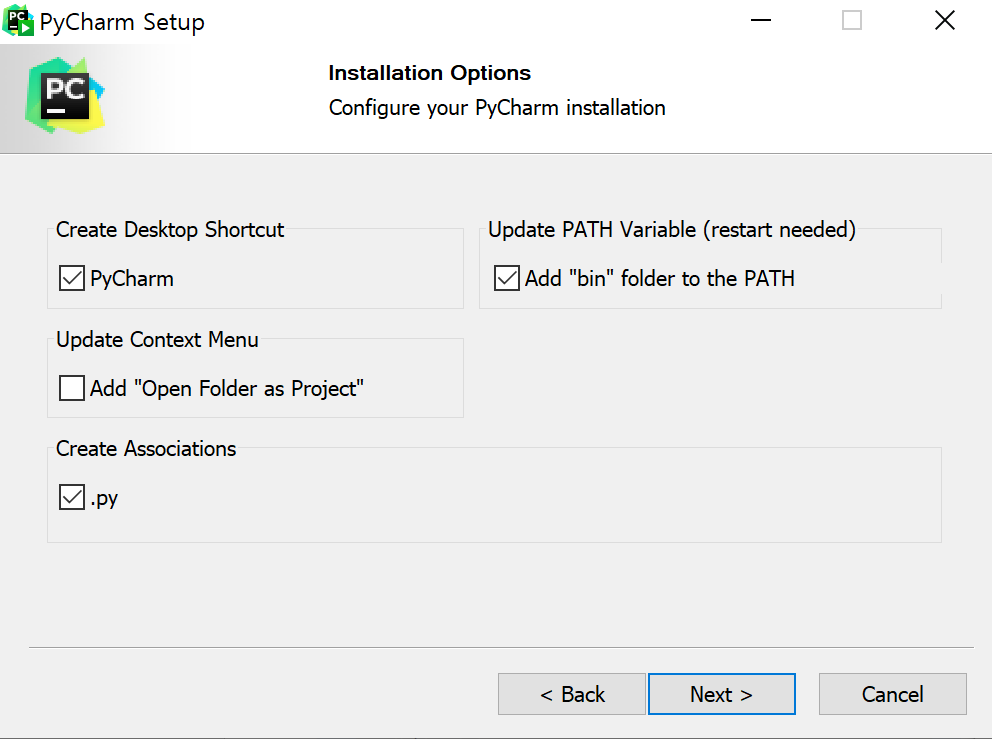 PyCharm Setup
PC
Installation Options
Configure your PyCharm installation
Create Desktop Shortcut
PyCharm
Update PATH Variable (restart needed)
Add "bin" folder to the PATH
Update Context Menu
Add "Open Folder as Project"
Create Associations
.py
< Back
Next >
Cancel